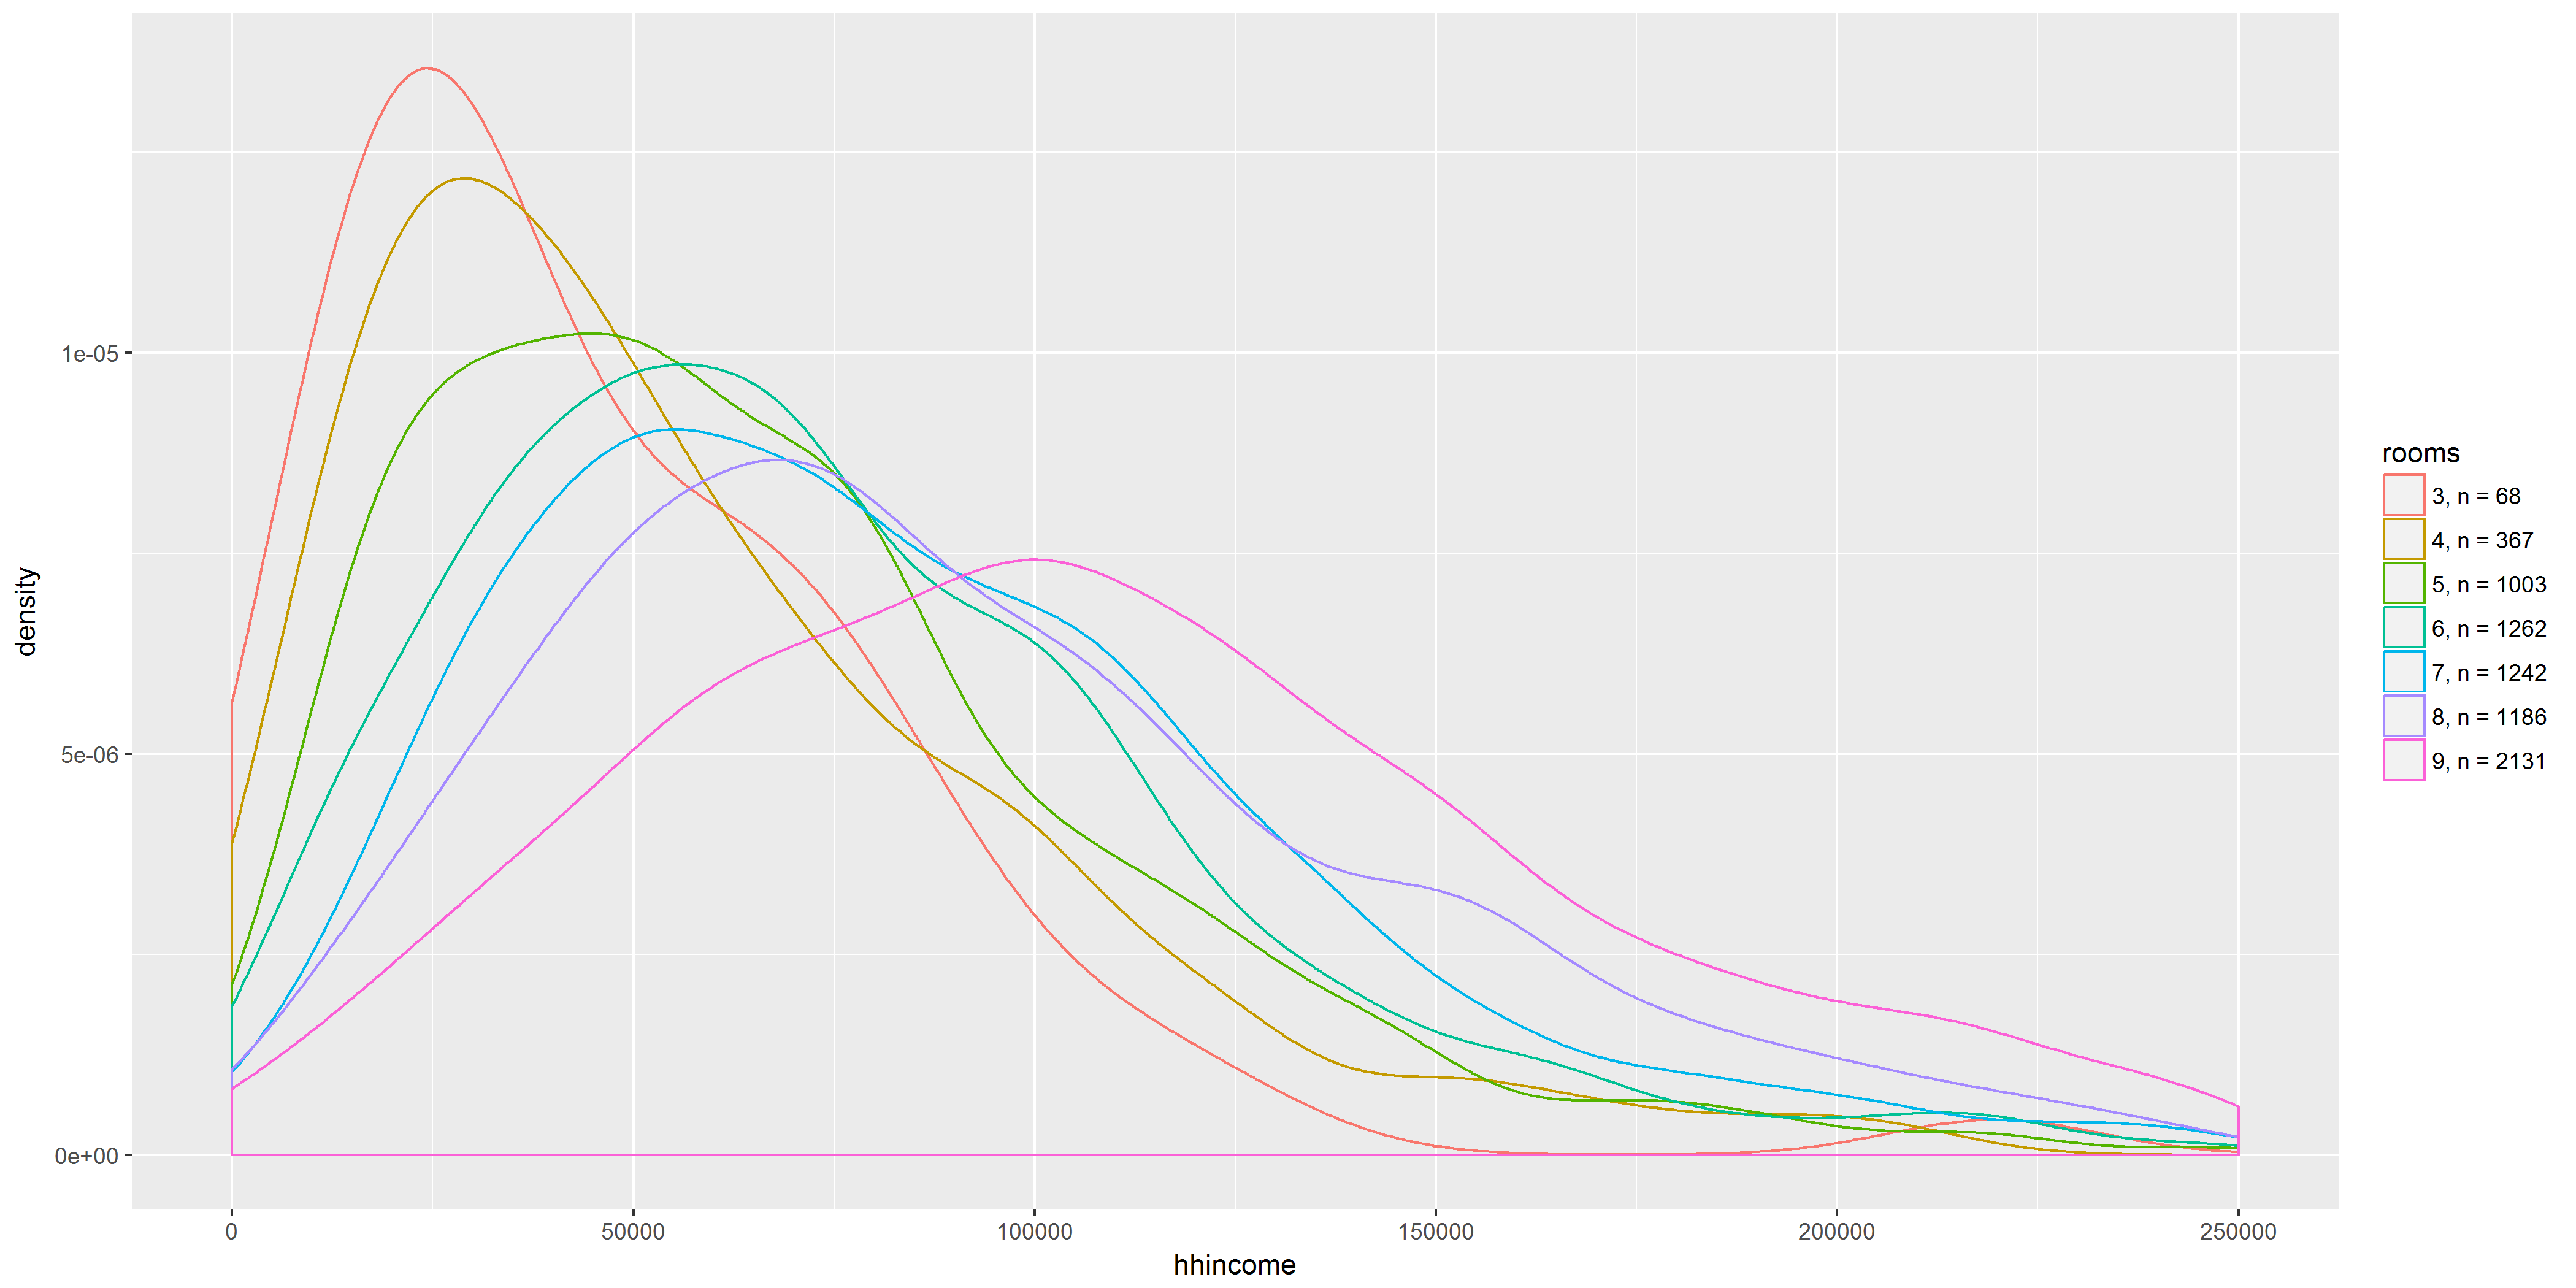 density
1e-05
5e-06
0e+00
0
50000
100000
150000
200000
250000
hhincome
rooms
3, n = 68
4, n = 367
5, n = 1003
6, n = 1262
7, n = 1242
8, n = 1186
9, n = 2131